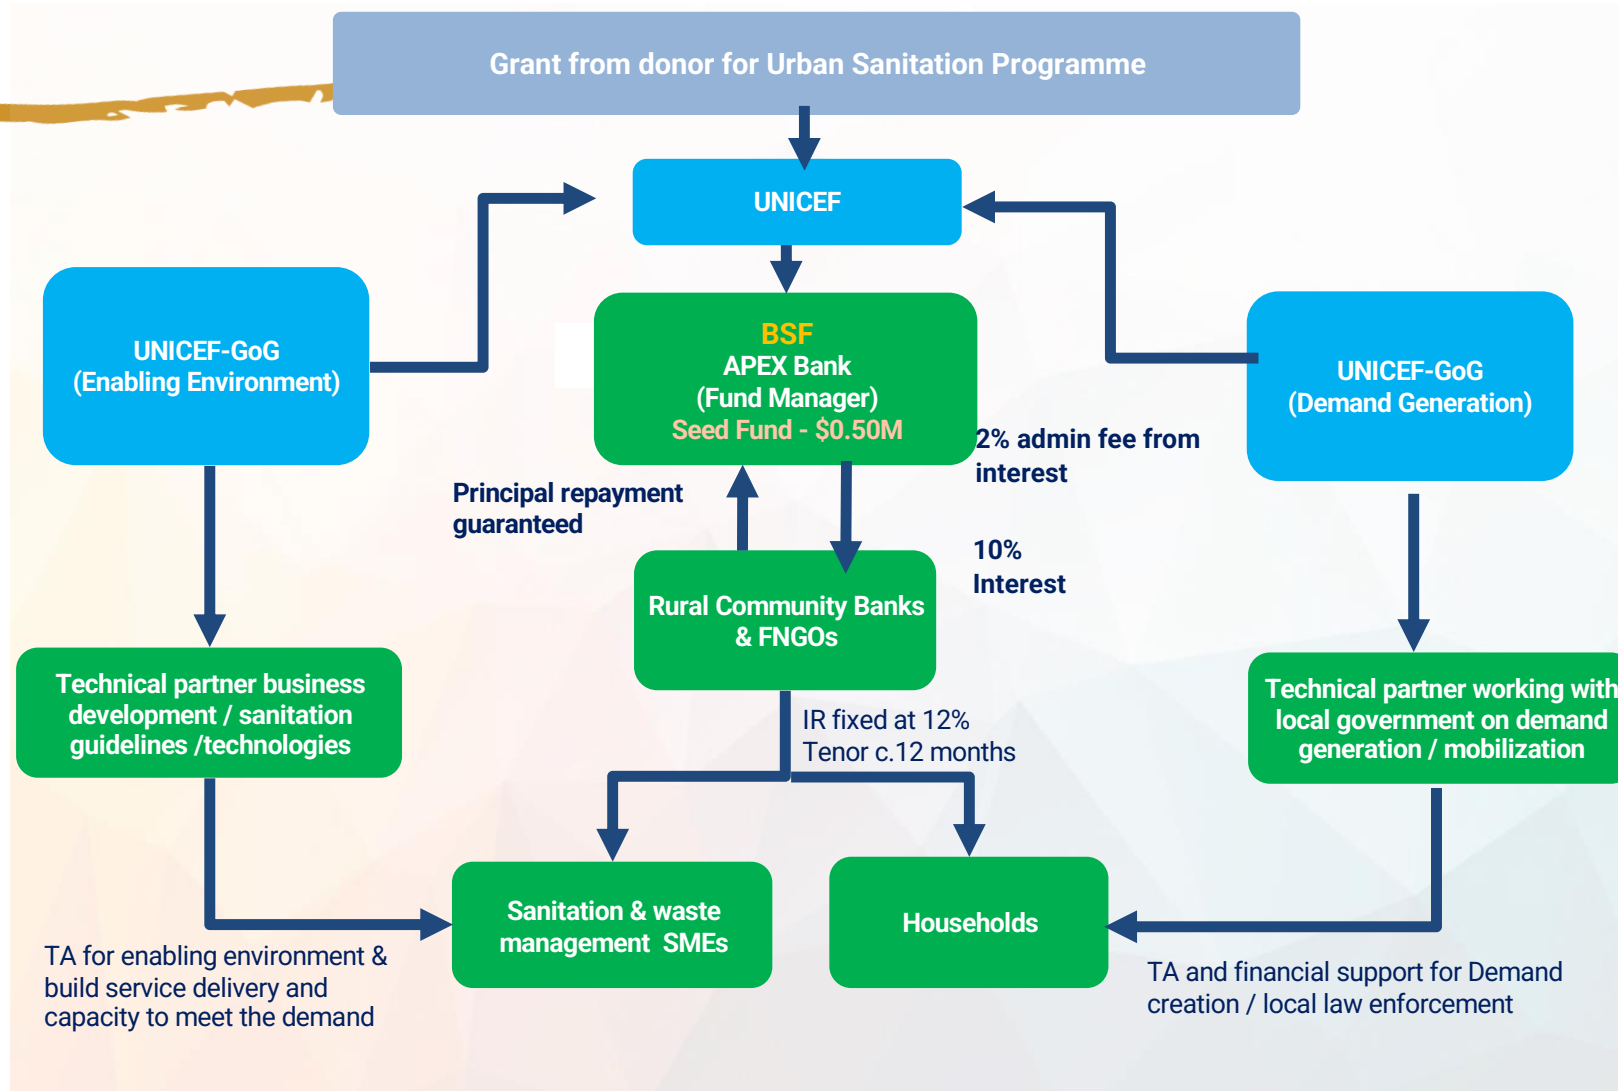 Grant from donor for Urban Sanitation Programme
UNICEF
UNICEF-GoG
(Enabling Environment)
BSF
APEX Bank
(Fund Manager)
Seed Fund - $0.50M
UNICEF-GoG
(Demand Generation)
2% admin fee from
interest
Principal repayment
guaranteed
10%
Interest
Rural Community Banks
& FNGOs
Technical partner business
development / sanitation
guidelines /technologies
IR fixed at 12%
Tenor c.12 months
Technical partner working with
local government on demand
generation / mobilization
Sanitation & waste
management SMEs
Households
TA for enabling environment &
build service delivery and
capacity to meet the demand
TA and financial support for Demand
creation / local law enforcement